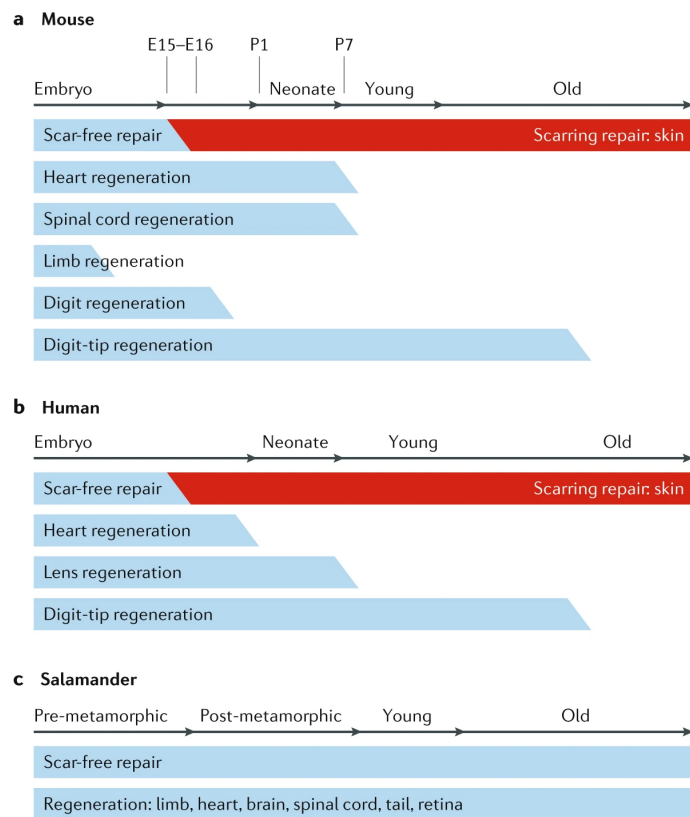 a Mouse
E15–E16 P1 P7
Embryo Neonate Young Old
Scar-free repair Scarring repair: skin
Heart regeneration
Spinal cord regeneration
Limb regeneration
Digit regeneration
Digit-tip regeneration
b Human
Embryo Neonate Young Old
Scar-free repair Scarring repair: skin
Heart regeneration
Lens regeneration
Digit-tip regeneration
c Salamander
Pre-metamorphic Post-metamorphic Young Old
Scar-free repair
Regeneration: limb, heart, brain, spinal cord, tail, retina